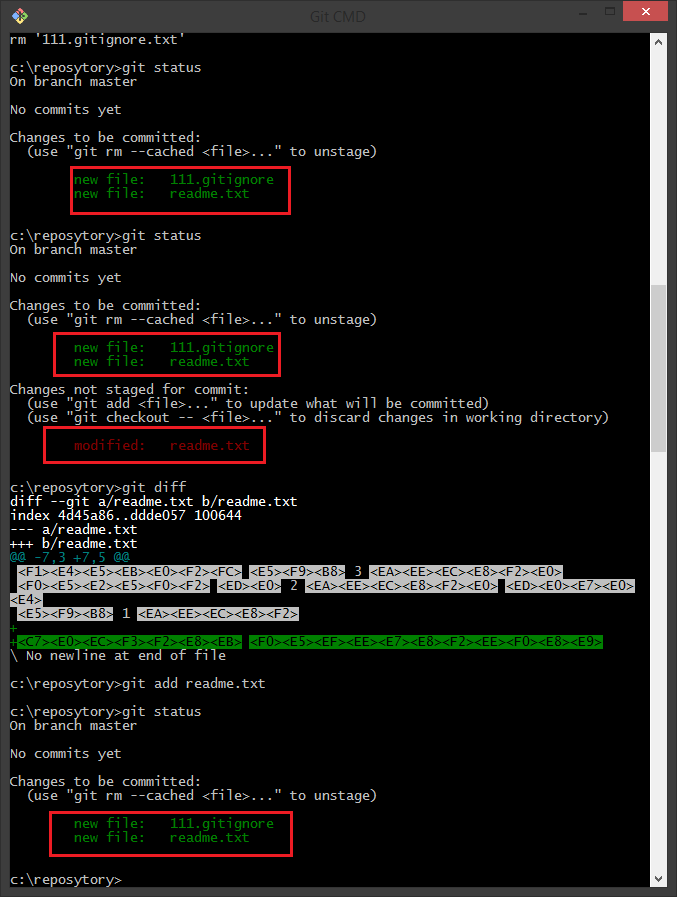 Git CMD
rm '111.gitignore.txt'
c:\reposytory>git status
On branch master
No commits yet
Changes to be committed:
  (use "git rm --cached <file>..." to unstage)
        new file:   111.gitignore
        new file:   readme.txt
c:\reposytory>git status
On branch master
No commits yet
Changes to be committed:
  (use "git rm --cached <file>..." to unstage)
        new file:   111.gitignore
        new file:   readme.txt
Changes not staged for commit:
  (use "git add <file>..." to update what will be committed)
  (use "git checkout -- <file>..." to discard changes in working directory)
        modified:   readme.txt
c:\reposytory>git diff
diff --git a/readme.txt b/readme.txt
index 4d45a86..ddde057 100644
--- a/readme.txt
+++ b/readme.txt
@@ -7,3 +7,5 @@
 <F1><E4><E5><EB><E0><F2><FC> <E5><F9><B8> 3 <EA><EE><EC><E8><F2><E0>
 <F0><E5><E2><E5><F0><F2> <ED><E0> 2 <EA><EE><EC><E8><F2><E0> <ED><E0><E7><E0>
<E4>
 <E5><F9><B8> 1 <EA><EE><EC><E8><F2>
+
+<C7><E0><EC><F3><F2><E8><EB> <F0><E5><EF><EE><E7><E8><F2><EE><F0><E8><E9>
\ No newline at end of file
c:\reposytory>git add readme.txt
c:\reposytory>git status
On branch master
No commits yet
Changes to be committed:
  (use "git rm --cached <file>..." to unstage)
        new file:   111.gitignore
        new file:   readme.txt
c:\reposytory>